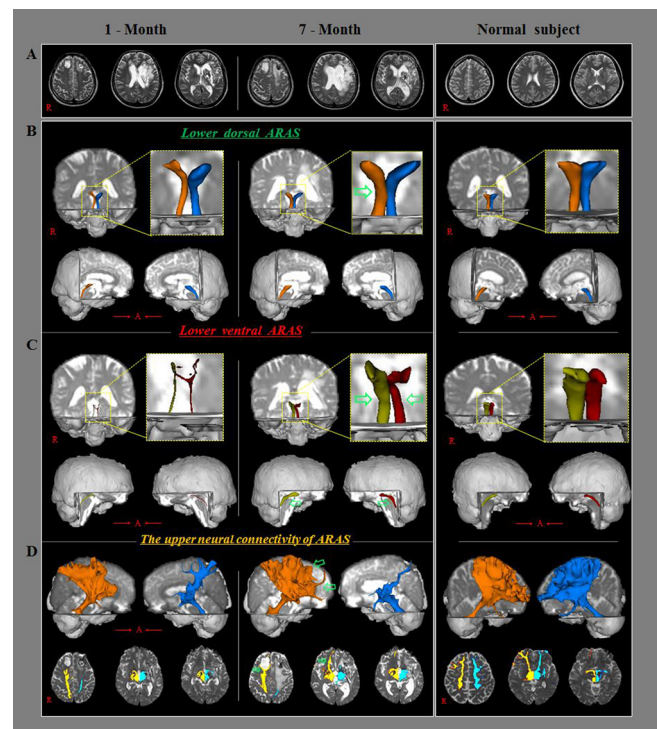 1 - Month 7 - Month Normal subject
A
R R
B
Lower dorsal ARAS
R R
A A
Lower ventral ARAS
C
R R
A A
The upper neural connectivity of ARAS
D
A
R R